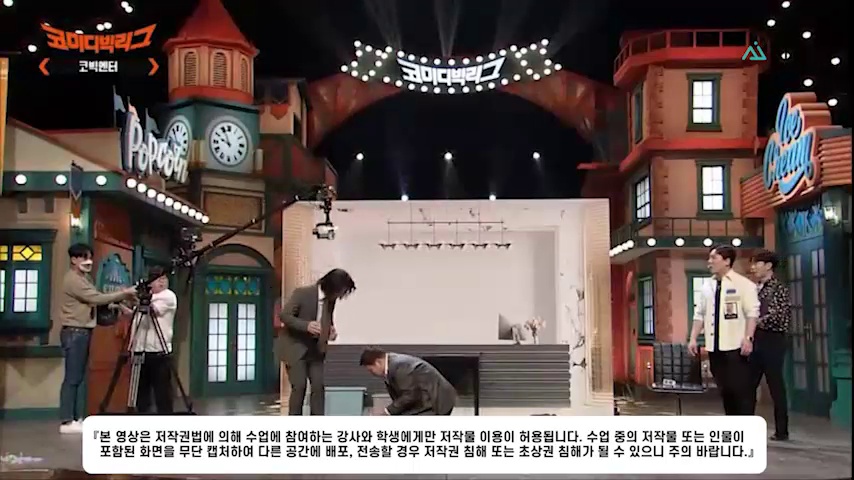 코미디빅리그
코빅엔터
코미디빅리그
Popcorn
Ice
Cream
『본 영상은 저작권법에 의해 수업에 참여하는 강사와 학생에게만 저작물 이용이 허용됩니다. 수업 중의 저작물 또는 인물이
포함된 화면을 무단 캡처하여 다른 공간에 배포, 전송할 경우 저작권 침해 또는 초상권 침해가 될 수 있으니 주의 바랍니다.』